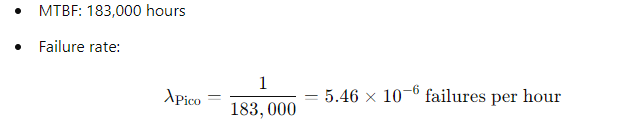 • MTBF: 183,000 hours
• Failure rate:
λPico = 1 / 183,000 = 5.46 × 10⁻⁶ failures per hour